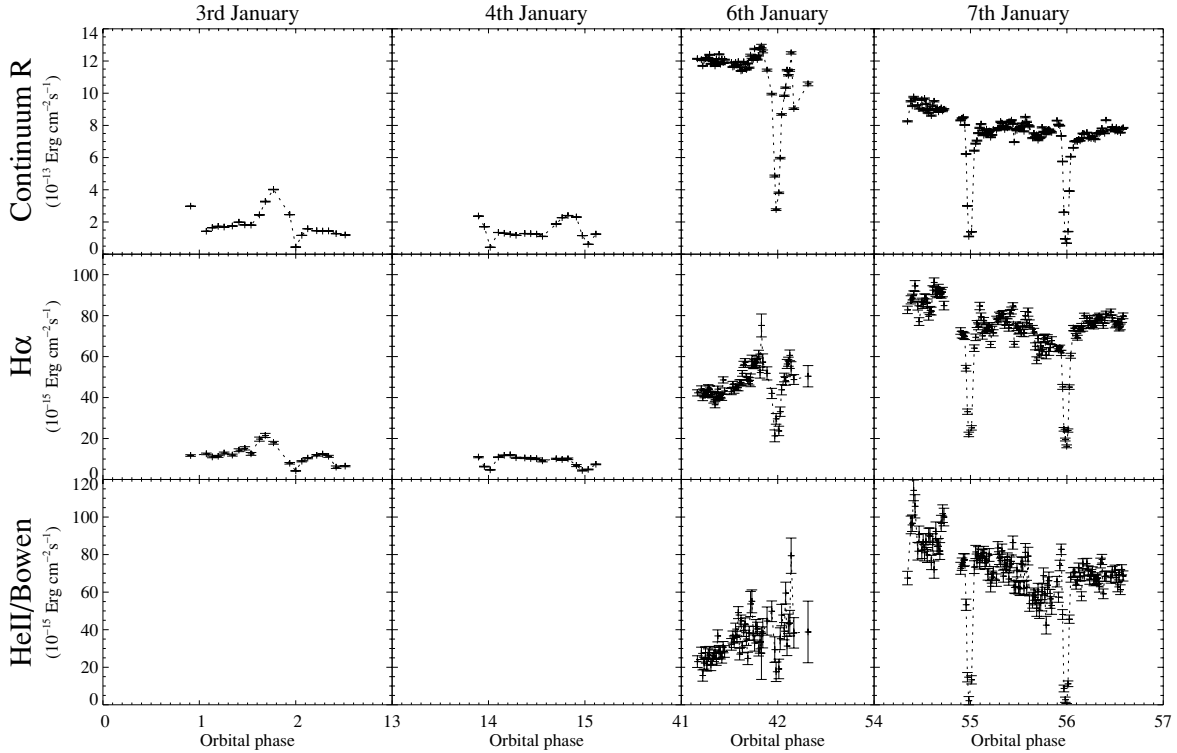 3rd January 4th January 6th January 7th January
Continuum R
(10⁻¹³ Erg cm⁻²s⁻¹)
14
12
10
8
6
4
2
0
Hα
(10⁻¹⁵ Erg cm⁻²s⁻¹)
100
80
60
40
20
0
HeII/Bowen
(10⁻¹⁵ Erg cm⁻²s⁻¹)
120
100
80
60
40
20
0
0 1 2 13 14 15 41 42 54 55 56 57
Orbital phase Orbital phase Orbital phase Orbital phase